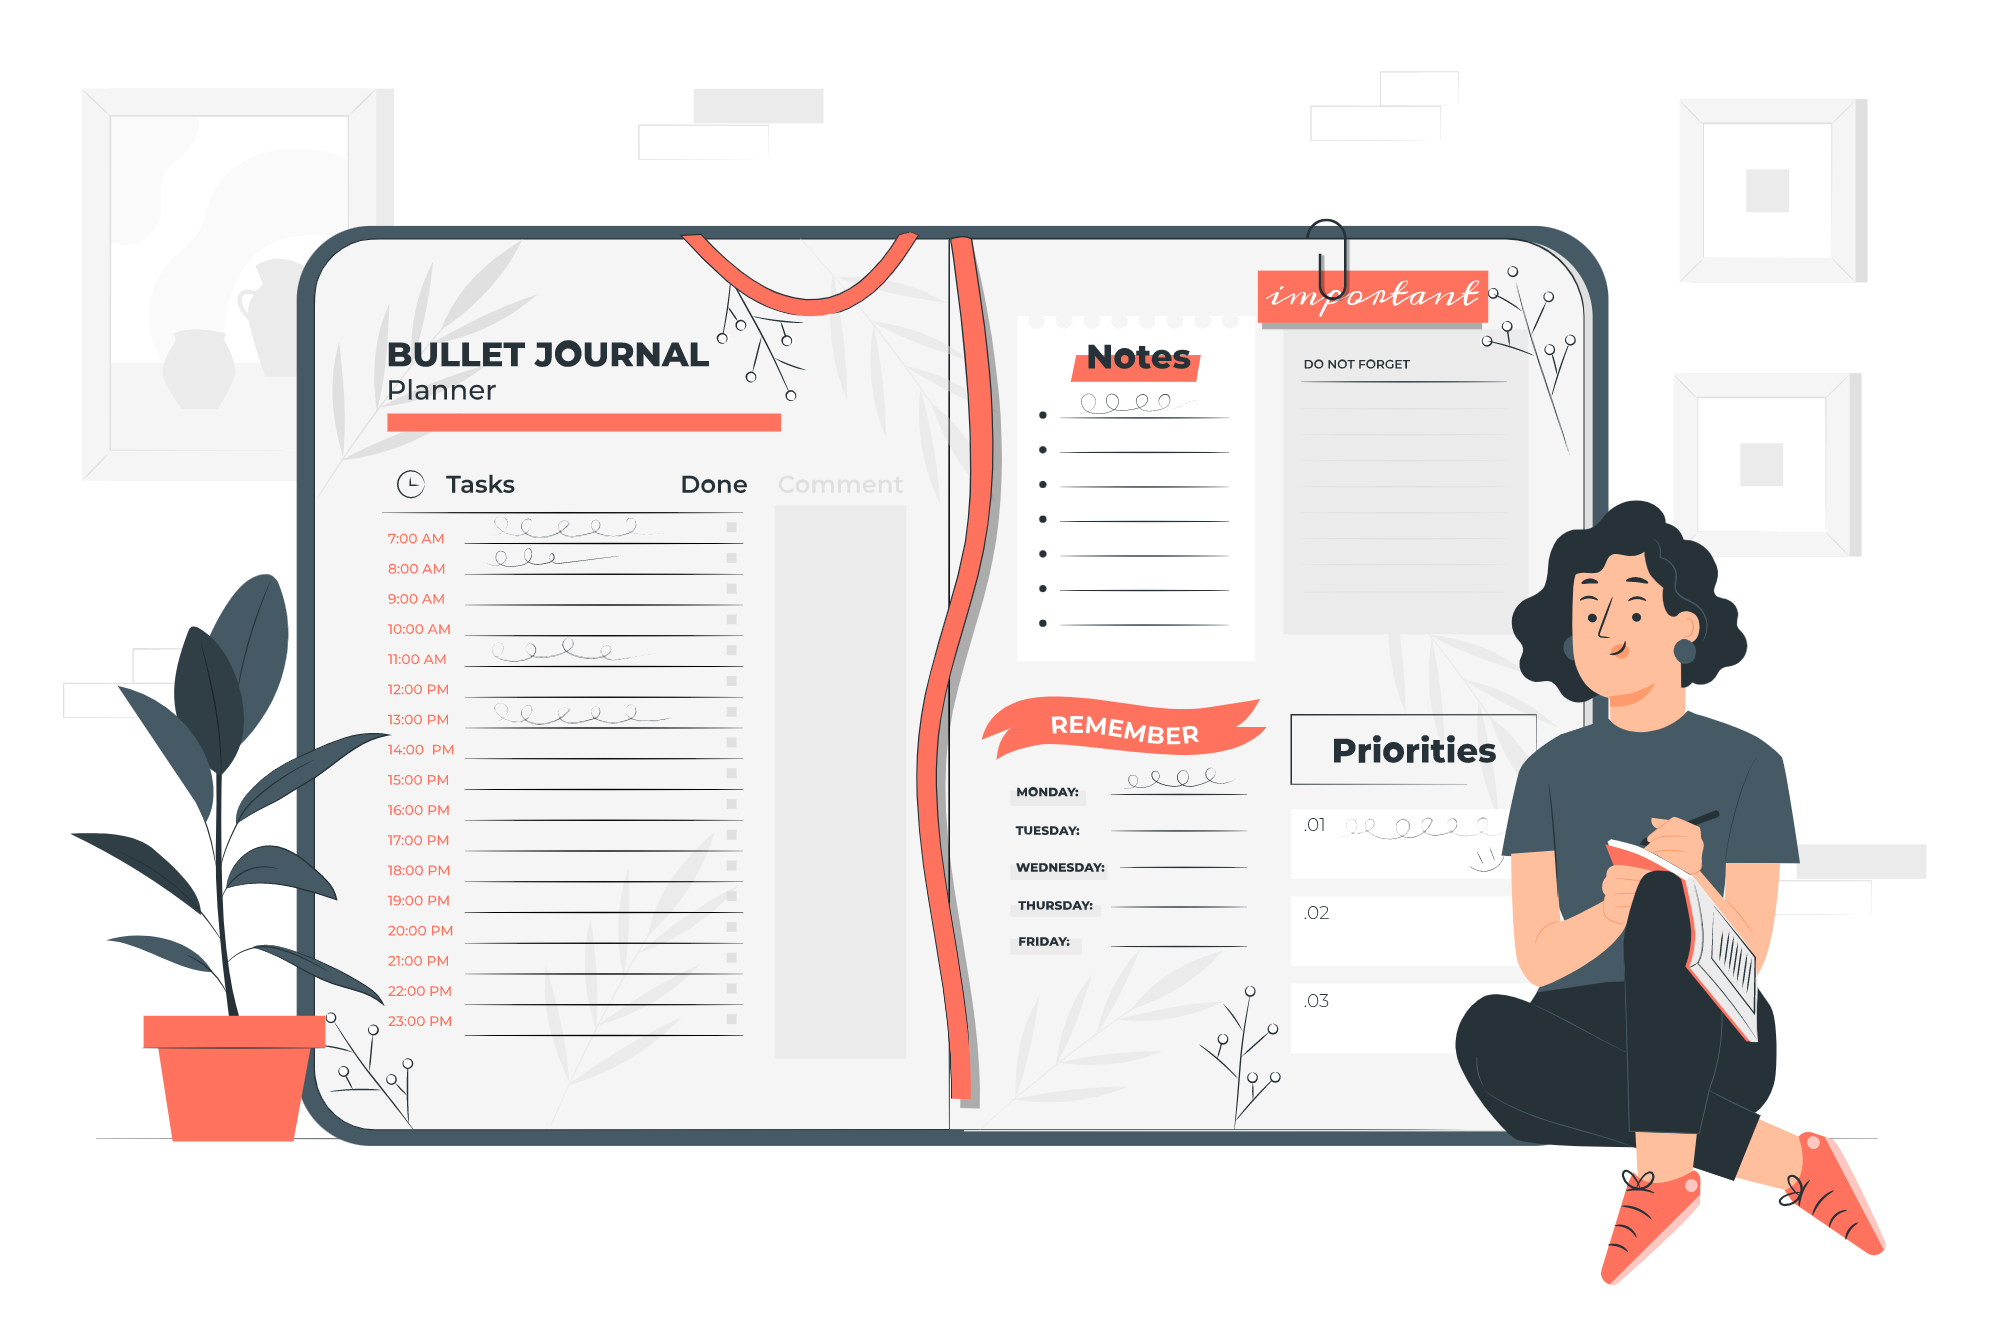 BULLET JOURNAL
Planner
Tasks Done Comment
7:00 AM
8:00 AM
9:00 AM
10:00 AM
11:00 AM
12:00 PM
13:00 PM
14:00 PM
15:00 PM
16:00 PM
17:00 PM
18:00 PM
19:00 PM
20:00 PM
21:00 PM
22:00 PM
23:00 PM
Notes
important
DO NOT FORGET
REMEMBER
MONDAY:
TUESDAY:
WEDNESDAY:
THURSDAY:
FRIDAY:
Priorities
.01
.02
.03